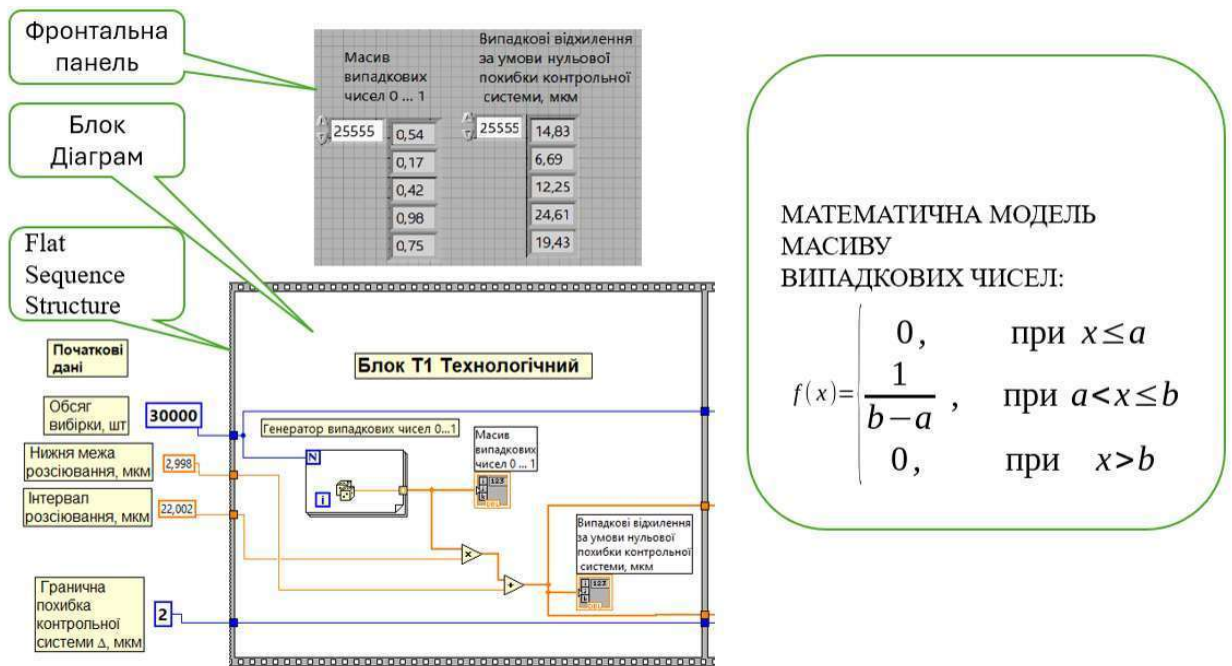 Фронтальна
панель
Блок
Діаграм
Flat
Sequence
Structure
Масив
випадкових
чисел 0 ... 1
25555
0,54
0,17
0,42
0,98
0,75
Випадкові відхилення
за умови нульової
похибки контрольної
системи, мкм
25555
14,83
6,69
12,25
24,61
19,43
Початкові
дані
Обсяг
вибірки, шт
30000
Нижня межа
розсіювання, мкм
2,998
Інтервал
розсіювання, мкм
22,002
Гранична
похибка
контрольної
системи Δ, мкм
2
Блок Т1 Технологічний
Генератор випадкових чисел 0...1
N
i
Масив
випадкових
чисел 0 ... 1
123
DBL
×
+
Випадкові відхилення
за умови нульової
похибки контрольної
системи, мкм
123
DBL
МАТЕМАТИЧНА МОДЕЛЬ
МАСИВУ
ВИПАДКОВИХ ЧИСЕЛ:
0, при x≤a
f(x)= 1/(b−a), при a<x≤b
0, при x>b